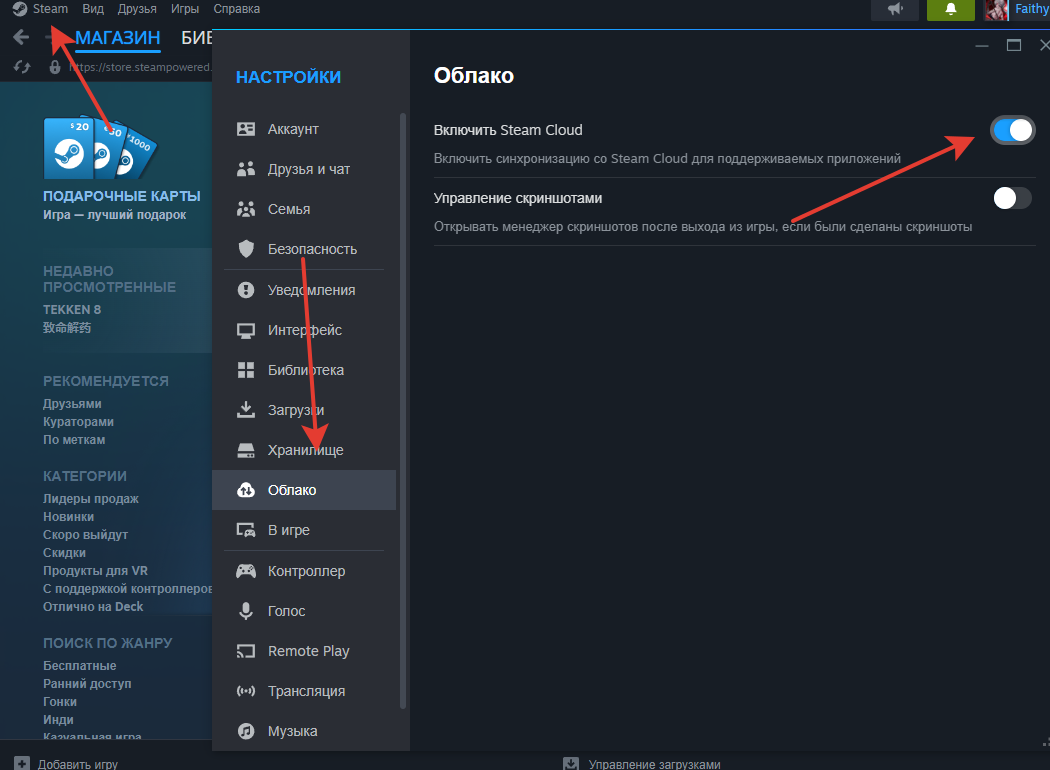 Steam Вид Друзья Игры Справка
Faithy
МАГАЗИН
https://store.steampowered.
$20
$50
$1000
ПОДАРОЧНЫЕ КАРТЫ
Игра — лучший подарок
НЕДАВНО
ПРОСМОТРЕННЫЕ
TEKKEN 8
致命解药
РЕКОМЕНДУЕТСЯ
Друзьями
Кураторами
По меткам
КАТЕГОРИИ
Лидеры продаж
Новинки
Скоро выйдут
Скидки
Продукты для VR
С поддержкой контроллеров
Отлично на Deck
ПОИСК ПО ЖАНРУ
Бесплатные
Ранний доступ
Гонки
Инди
Казуальная игра
НАСТРОЙКИ
Аккаунт
Друзья и чат
Семья
Безопасность
Уведомления
Интерфейс
Библиотека
Загрузки
Хранилище
Облако
В игре
Контроллер
Голос
Remote Play
Трансляция
Музыка
Облако
Включить Steam Cloud
Включить синхронизацию со Steam Cloud для поддерживаемых приложений
Управление скриншотами
Открывать менеджер скриншотов после выхода из игры, если были сделаны скриншоты
Добавить игру
Управление загрузками